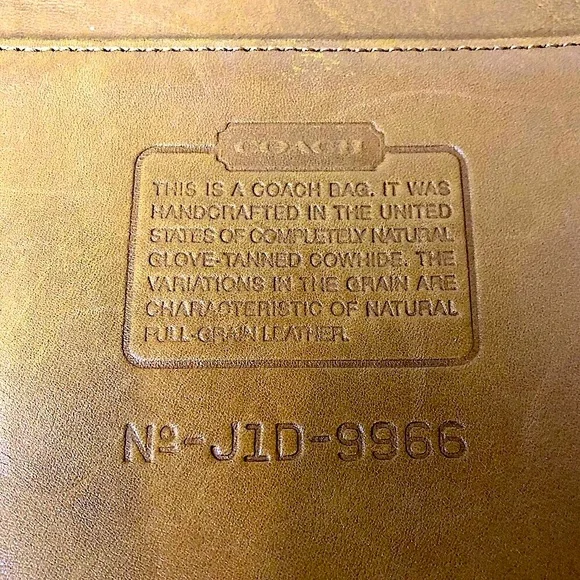 COACH
THIS IS A COACH BAG. IT WAS
HANDCRAFTED IN THE UNITED
STATES OF COMPLETELY NATURAL
GLOVE-TANNED COWHIDE. THE
VARIATIONS IN THE GRAIN ARE
CHARACTERISTIC OF NATURAL
FULL-GRAIN LEATHER.
Nº-J1D-9966